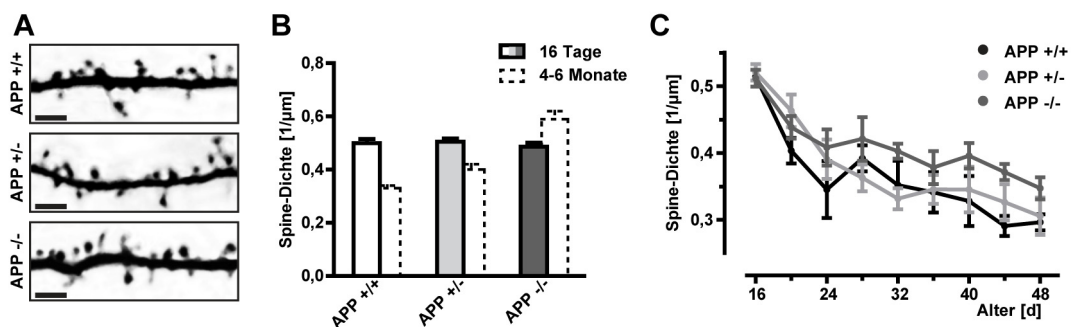 A
APP +/+
APP +/-
APP -/-
B
Spine-Dichte [1/µm]
0,8
0,6
0,4
0,2
0,0
16 Tage
4-6 Monate
APP +/+
APP +/-
APP -/-
C
Spine-Dichte [1/µm]
0,5
0,4
0,3
APP +/+
APP +/-
APP -/-
16 24 32 40 48
Alter [d]